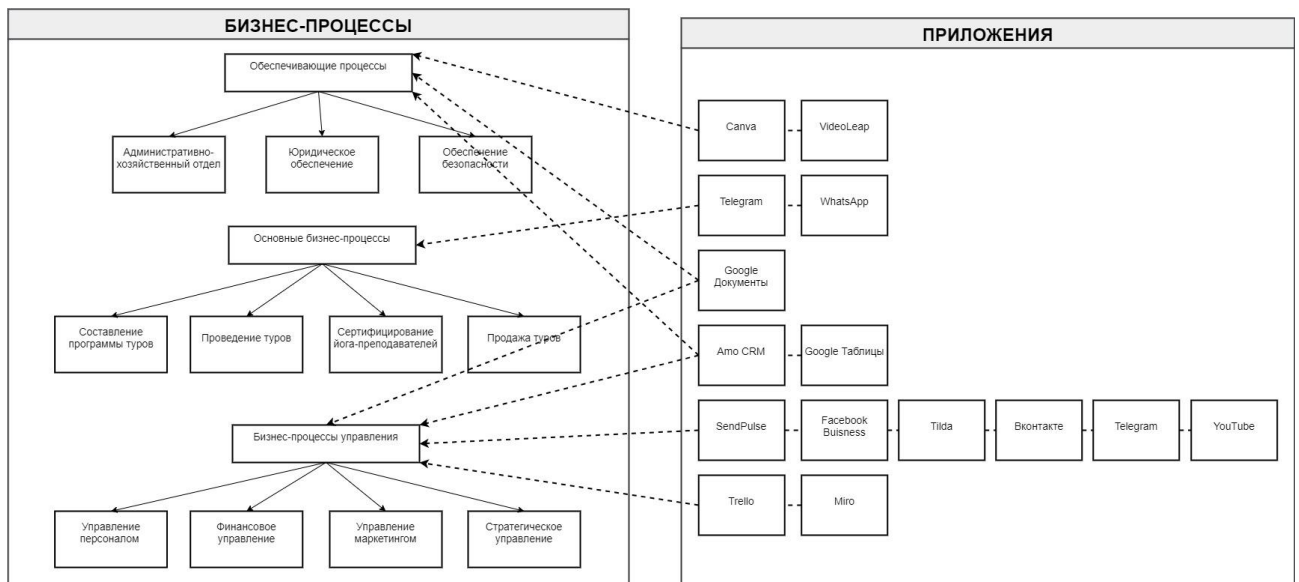 БИЗНЕС-ПРОЦЕССЫ
Обеспечивающие процессы
Административно-
хозяйственный отдел
Юридическое
обеспечение
Обеспечение
безопасности
Основные бизнес-процессы
Составление
программы туров
Проведение туров
Сертифицирование
йога-преподавателей
Продажа туров
Бизнес-процессы управления
Управление
персоналом
Финансовое
управление
Управление
маркетингом
Стратегическое
управление
ПРИЛОЖЕНИЯ
Canva
VideoLeap
Telegram
WhatsApp
Google
Документы
Amo CRM
Google Таблицы
SendPulse
Facebook
Buisness
Tilda
Вконтакте
Telegram
YouTube
Trello
Miro